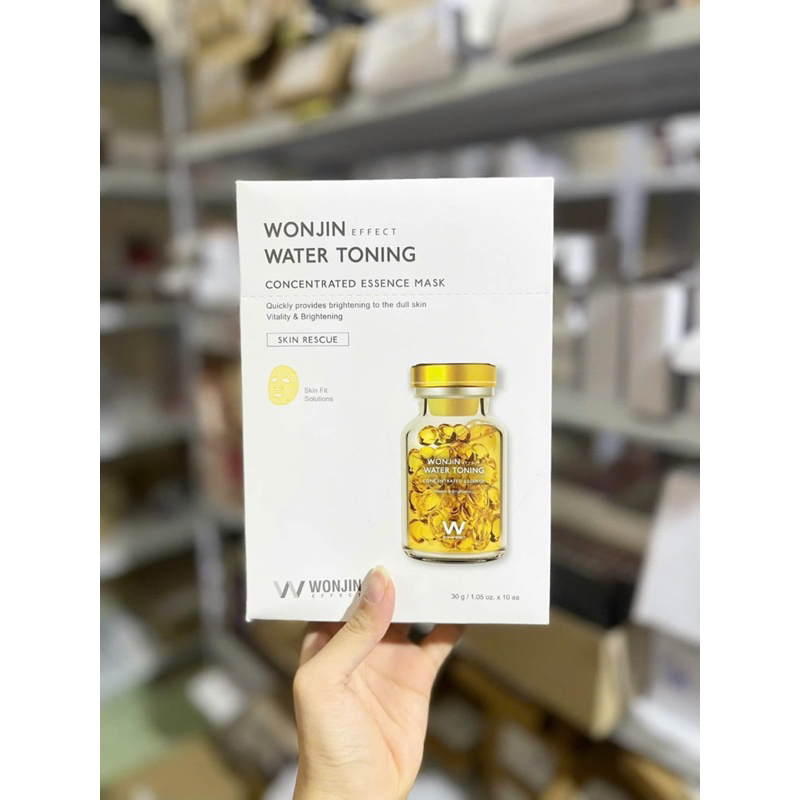 WONJIN EFFECT
WATER TONING
CONCENTRATED ESSENCE MASK
Quickly provides brightening to the dull skin
Vitality & Brightening
SKIN RESCUE
Skin Fit
Solutions
WONJIN EFFECT
WATER TONING
CONCENTRATED ESSENCE
W
W WONJIN
EFFECT
30 g / 1.05 oz. x 10 ea